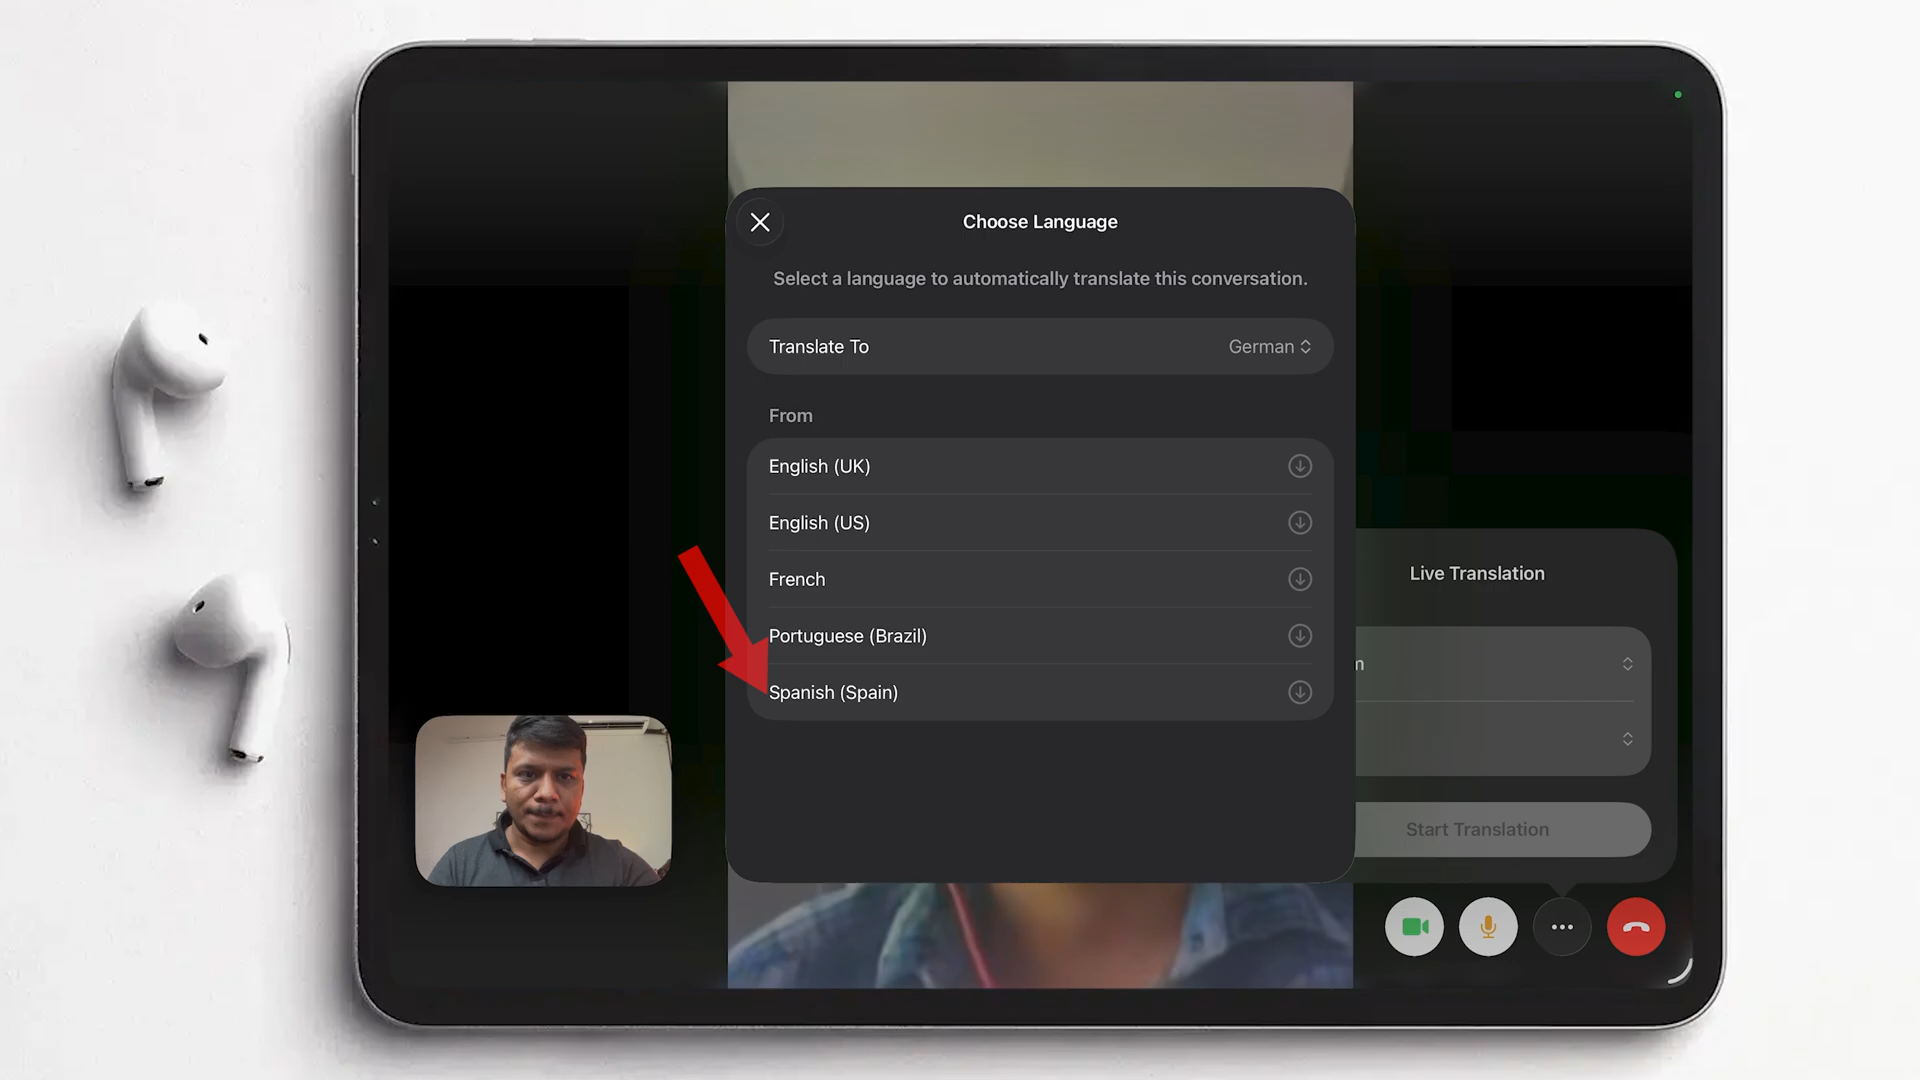 Choose Language
Select a language to automatically translate this conversation.
Translate To
German
From
English (UK)
English (US)
French
Portuguese (Brazil)
Spanish (Spain)
Live Translation
Start Translation